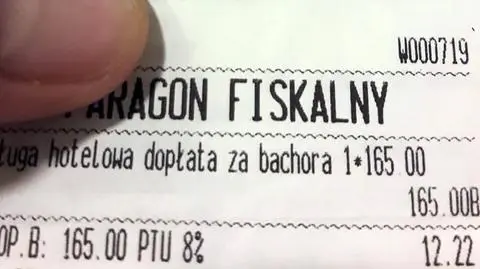 W000719
PARAGON FISKALNY
ługa hotelowa dopłata za bachora 1*165.00
165.00B
OP.B: 165.00 PTU 8% 12.22